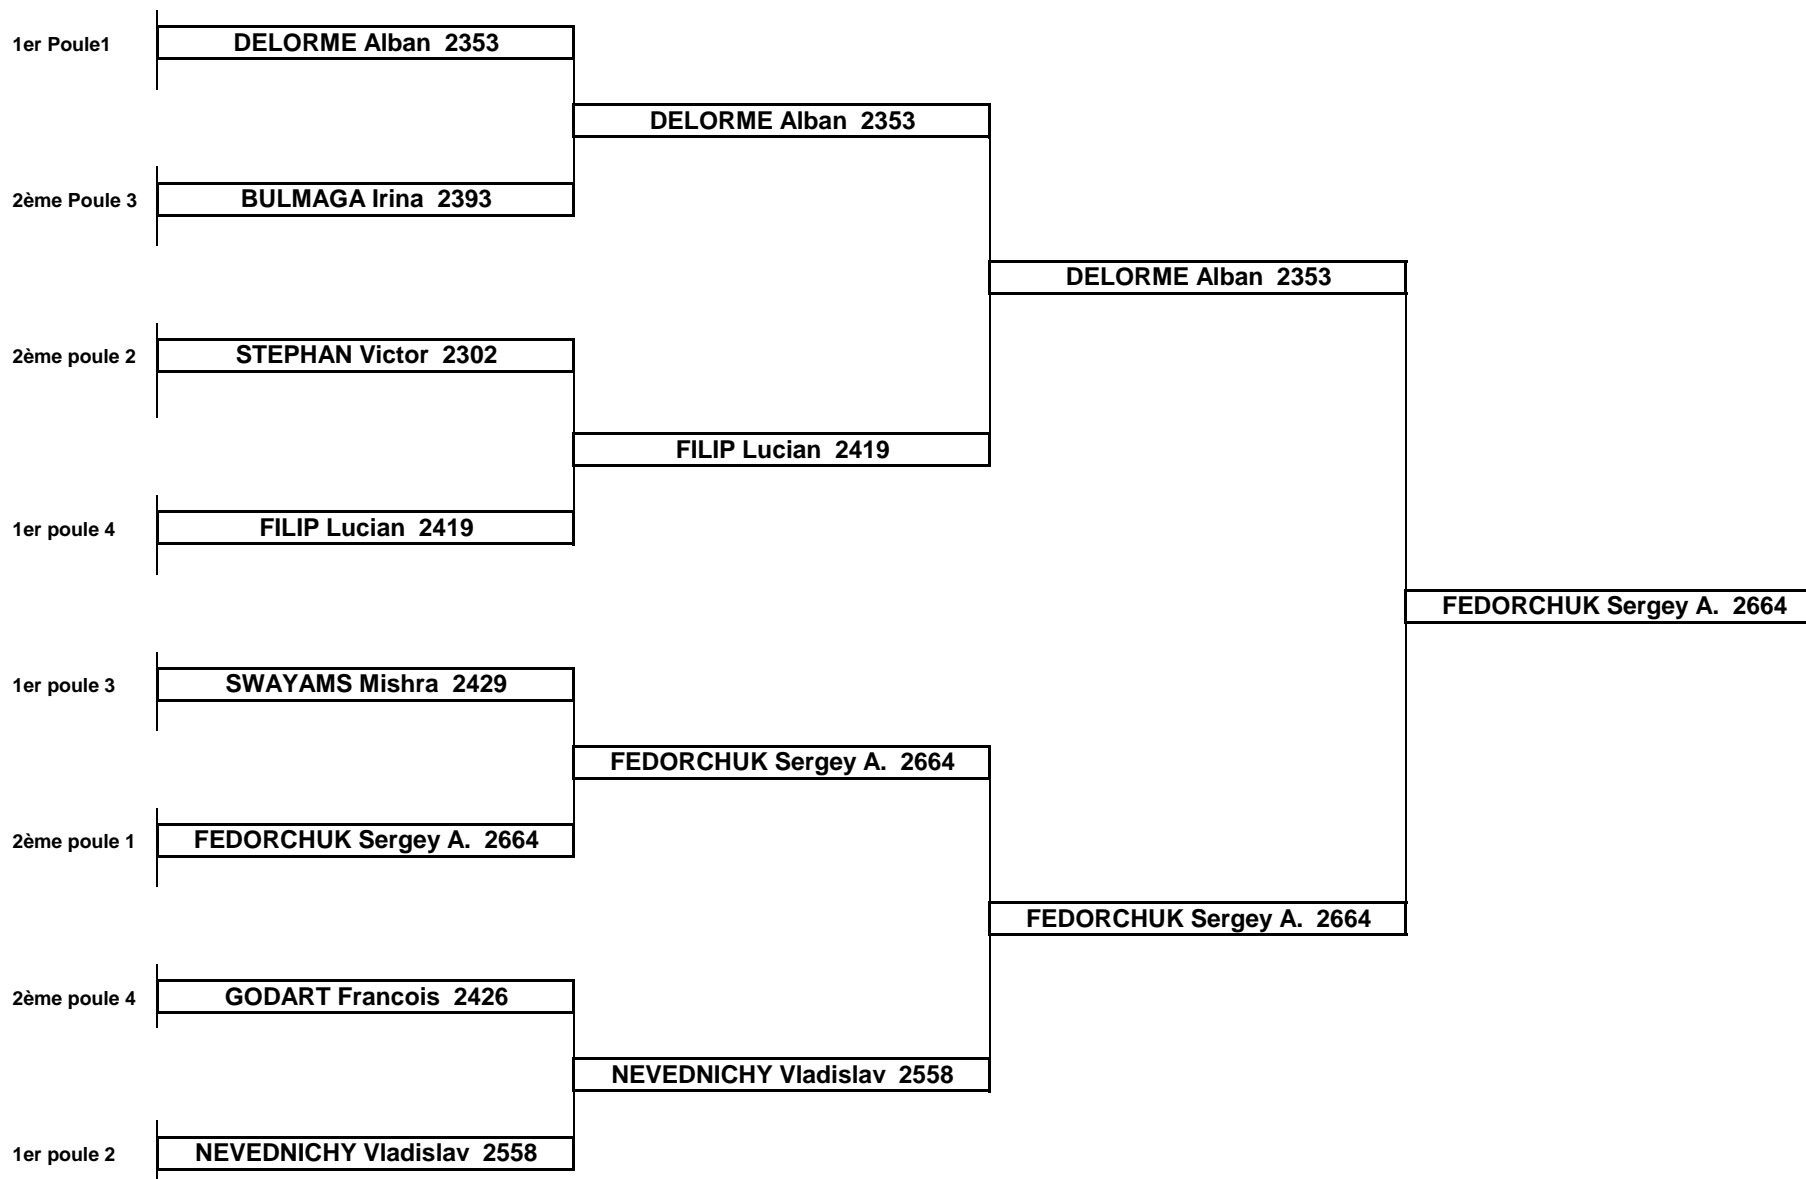 1er Poule1
DELORME Alban 2353
DELORME Alban 2353
2ème Poule 3
BULMAGA Irina 2393
DELORME Alban 2353
2ème poule 2
STEPHAN Victor 2302
FILIP Lucian 2419
1er poule 4
FILIP Lucian 2419
FEDORCHUK Sergey A. 2664
1er poule 3
SWAYAMS Mishra 2429
FEDORCHUK Sergey A. 2664
2ème poule 1
FEDORCHUK Sergey A. 2664
FEDORCHUK Sergey A. 2664
2ème poule 4
GODART Francois 2426
NEVEDNICHY Vladislav 2558
1er poule 2
NEVEDNICHY Vladislav 2558